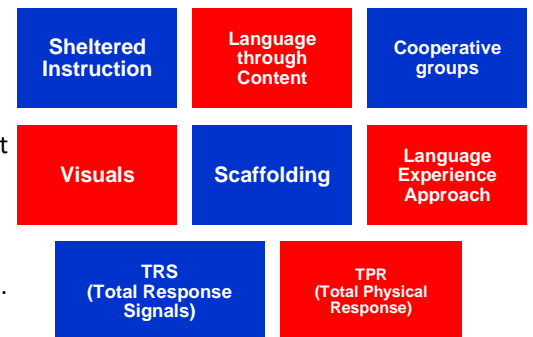 Sheltered
Instruction
Language
through
Content
Cooperative
groups
t
Visuals
Scaffolding
Language
Experience
Approach
.
TRS
(Total Response
Signals)
TPR
(Total Physical
Response)